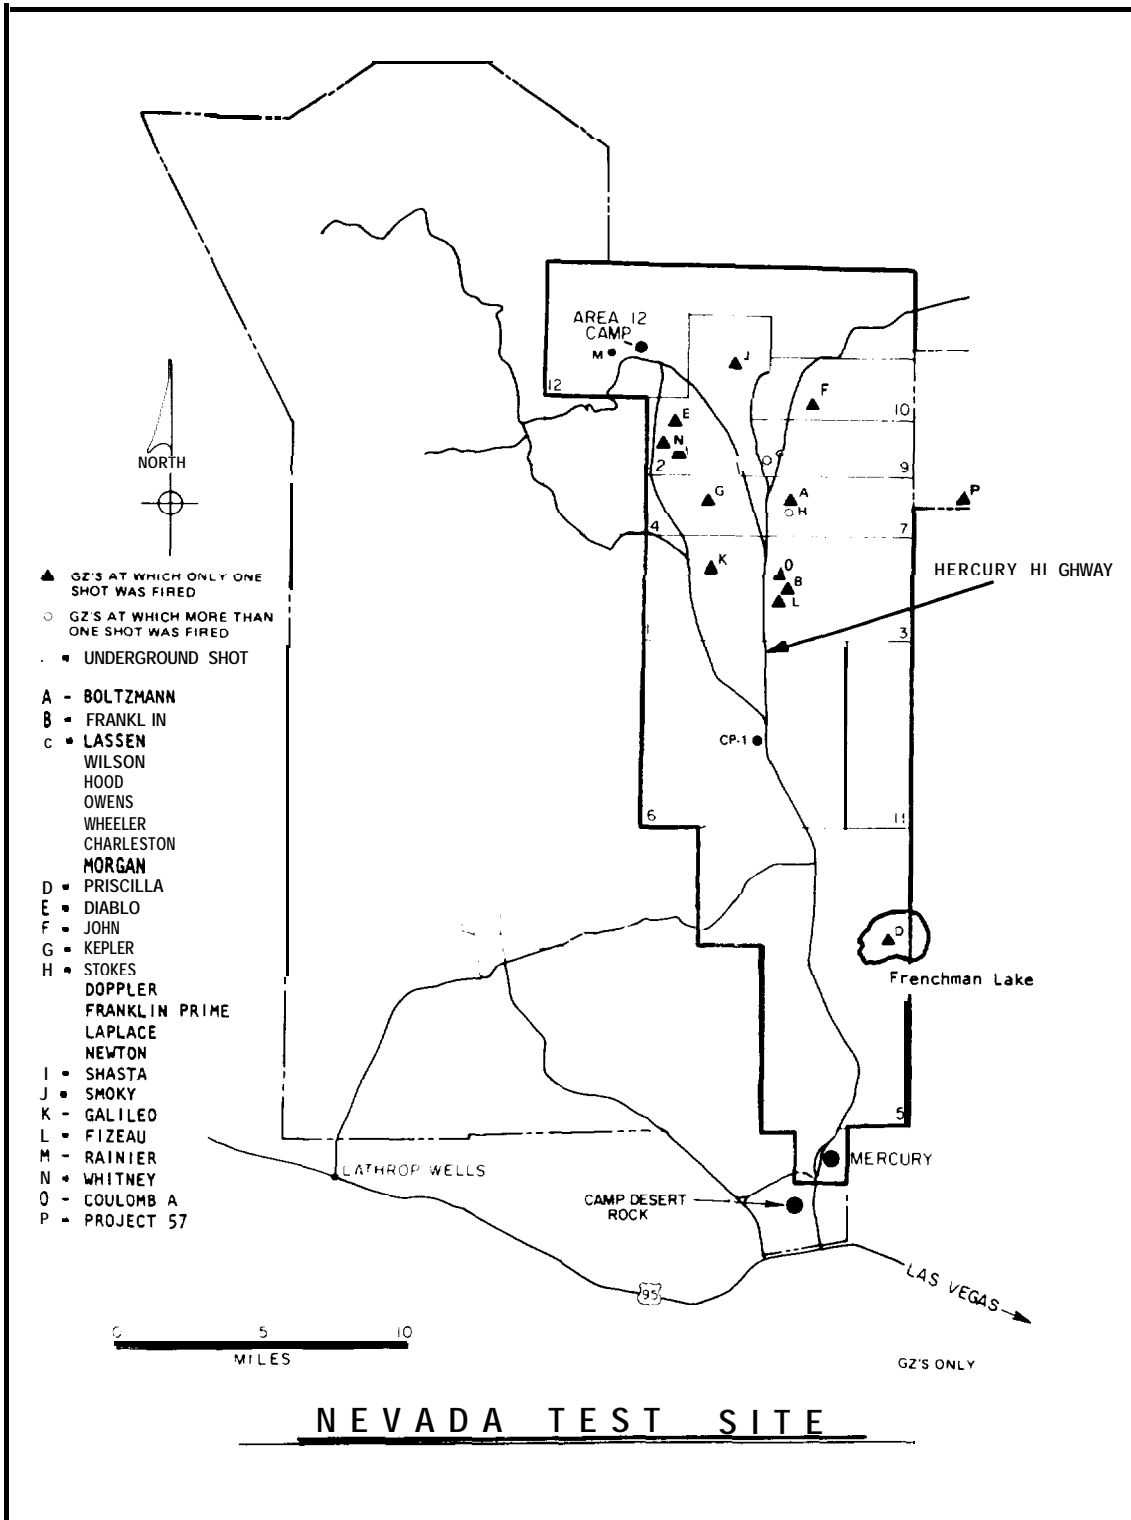 AREA 12
CAMP
M
J
12
F
10
E
N
I
2
9
NORTH
G
A
H
P
4
7
K
O
B
L
HERCURY HI GHWAY
GZ'S AT WHICH ONLY ONE
SHOT WAS FIRED
GZ'S AT WHICH MORE THAN
ONE SHOT WAS FIRED
UNDERGROUND SHOT
1
3
A - BOLTZMANN
B - FRANKL IN
c - LASSEN
WILSON
HOOD
OWENS
WHEELER
CHARLESTON
MORGAN
D - PRISCILLA
E - DIABLO
F - JOHN
G - KEPLER
H - STOKES
DOPPLER
FRANKLIN PRIME
LAPLACE
NEWTON
I - SHASTA
J - SMOKY
K - GALILEO
L - FIZEAU
M - RAINIER
N - WHITNEY
O - COULOMB A
P - PROJECT 57
CP-1
6
11
D
Frenchman Lake
5
LATHROP WELLS
MERCURY
CAMP DESERT
ROCK
95
LAS VEGAS
0 5 10
MILES
GZ'S ONLY
NEVADA TEST SITE